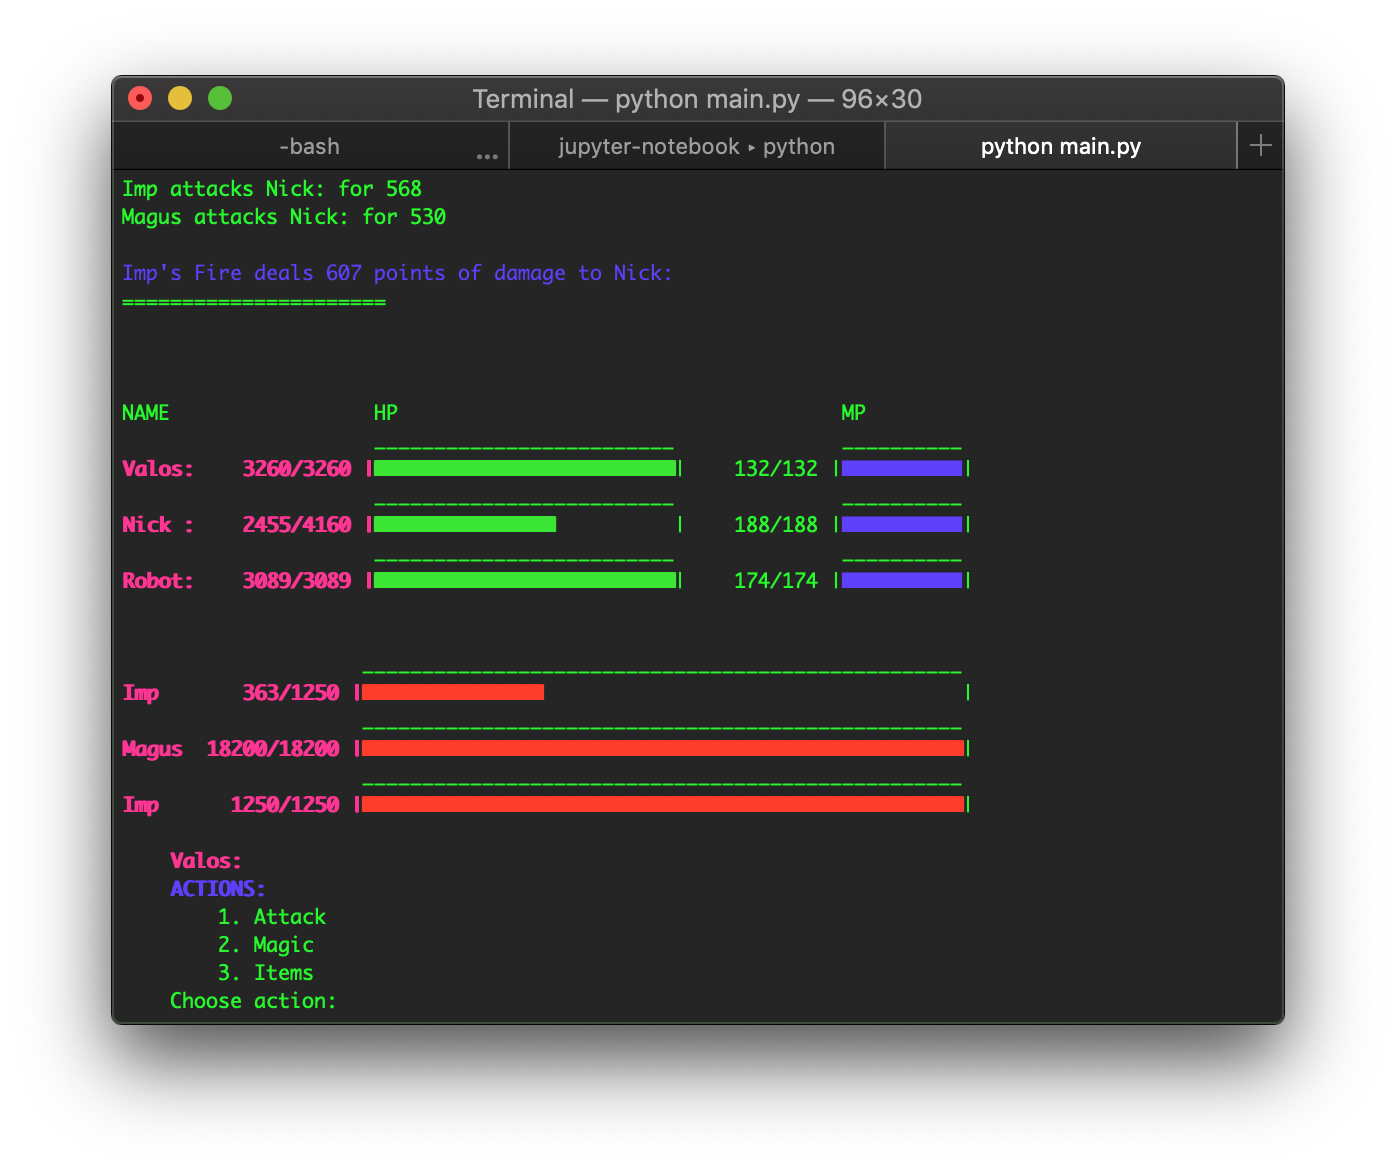 Terminal — python main.py — 96×30
-bash ... jupyter-notebook ▸ python python main.py +
Imp attacks Nick: for 568
Magus attacks Nick: for 530
Imp's Fire deals 607 points of damage to Nick:
======================
NAME HP MP
Valos: 3260/3260 132/132
Nick : 2455/4160 188/188
Robot: 3089/3089 174/174
Imp 363/1250
Magus 18200/18200
Imp 1250/1250
Valos:
ACTIONS:
1. Attack
2. Magic
3. Items
Choose action: